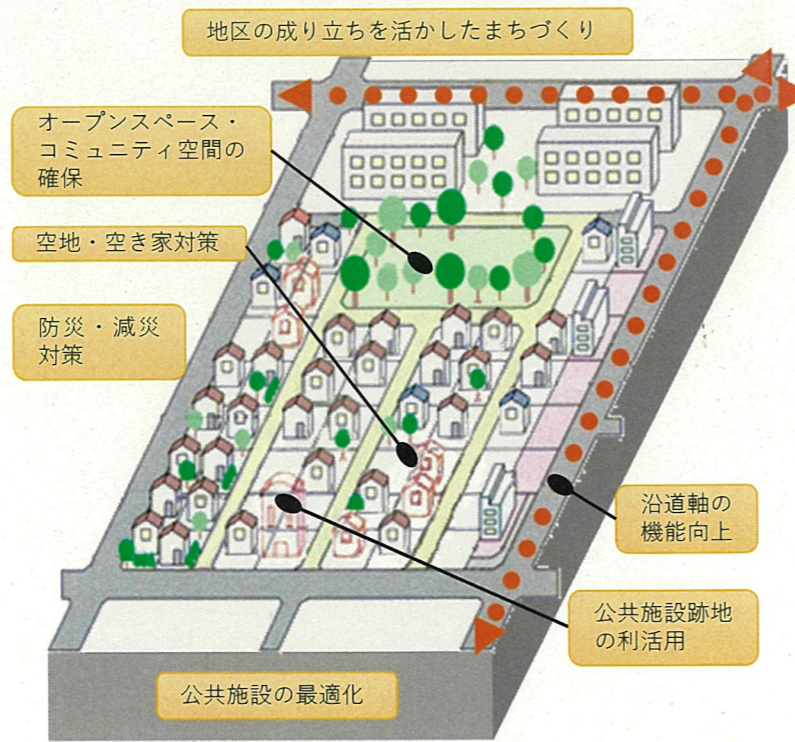 地区の成り立ちを活かしたまちづくり
オープンスペース・
コミュニティ空間の
確保
空地・空き家対策
防災・減災
対策
沿道軸の
機能向上
公共施設跡地
の利活用
公共施設の最適化